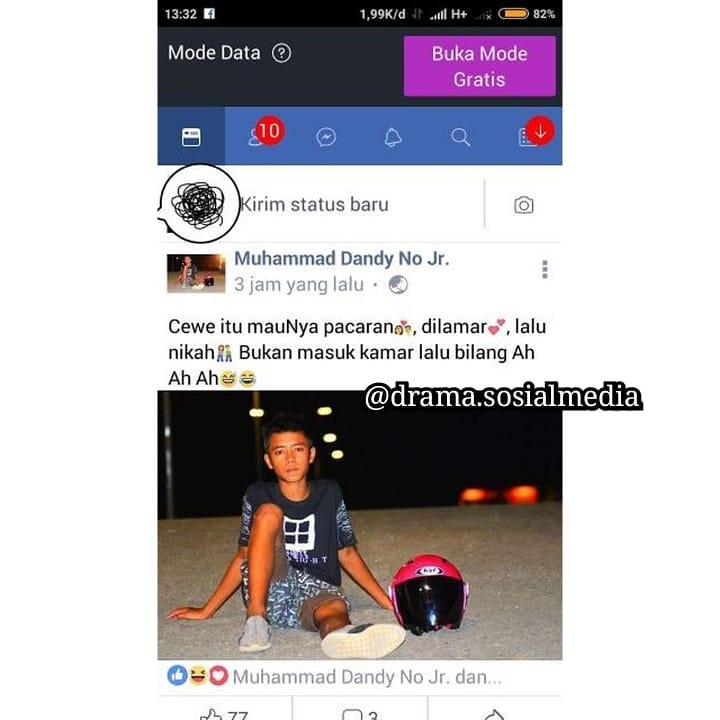 13:32 1,99K/d H+ 82%
Mode Data ?
Buka Mode
Gratis
10
Kirim status baru
Muhammad Dandy No Jr.
3 jam yang lalu ·
Cewe itu mauNya pacaran💑, dilamar💕, lalu
nikah👫 Bukan masuk kamar lalu bilang Ah
Ah Ah😅😂
@drama.sosialmedia
kyt
Muhammad Dandy No Jr. dan...
77 3